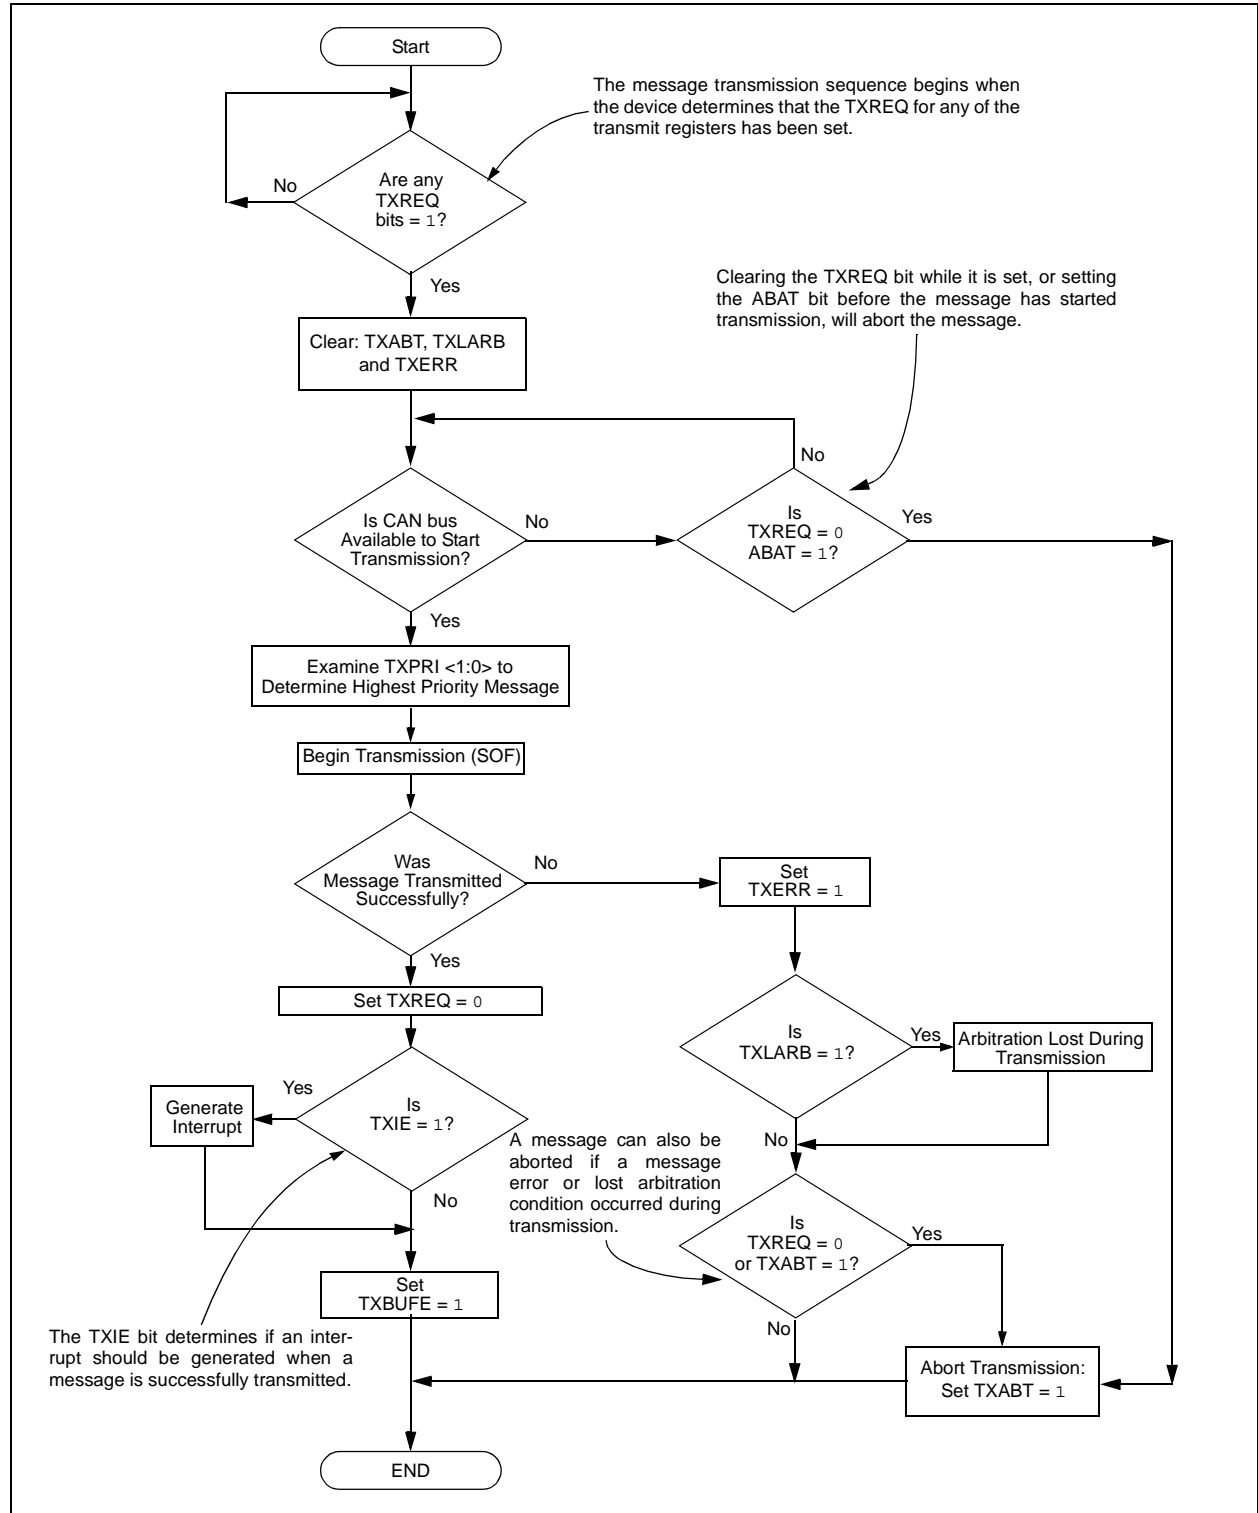 Start
The message transmission sequence begins when
the device determines that the TXREQ for any of the
transmit registers has been set.
No
Are any
TXREQ
bits = 1?
Yes
Clearing the TXREQ bit while it is set, or setting
the ABAT bit before the message has started
transmission, will abort the message.
Clear: TXABT, TXLARB
and TXERR
No
Is CAN bus
Available to Start
Transmission?
No
Is
TXREQ = 0
ABAT = 1?
Yes
Yes
Examine TXPRI <1:0> to
Determine Highest Priority Message
Begin Transmission (SOF)
Was
Message Transmitted
Successfully?
No
Set
TXERR = 1
Yes
Set TXREQ = 0
Is
TXLARB = 1?
Yes
Arbitration Lost During
Transmission
Yes
Generate
Interrupt
Is
TXIE = 1?
No
A message can also be
aborted if a message
error or lost arbitration
condition occurred during
transmission.
No
Is
TXREQ = 0
or TXABT = 1?
Yes
Set
TXBUFE = 1
No
The TXIE bit determines if an inter-
rupt should be generated when a
message is successfully transmitted.
Abort Transmission:
Set TXABT = 1
END